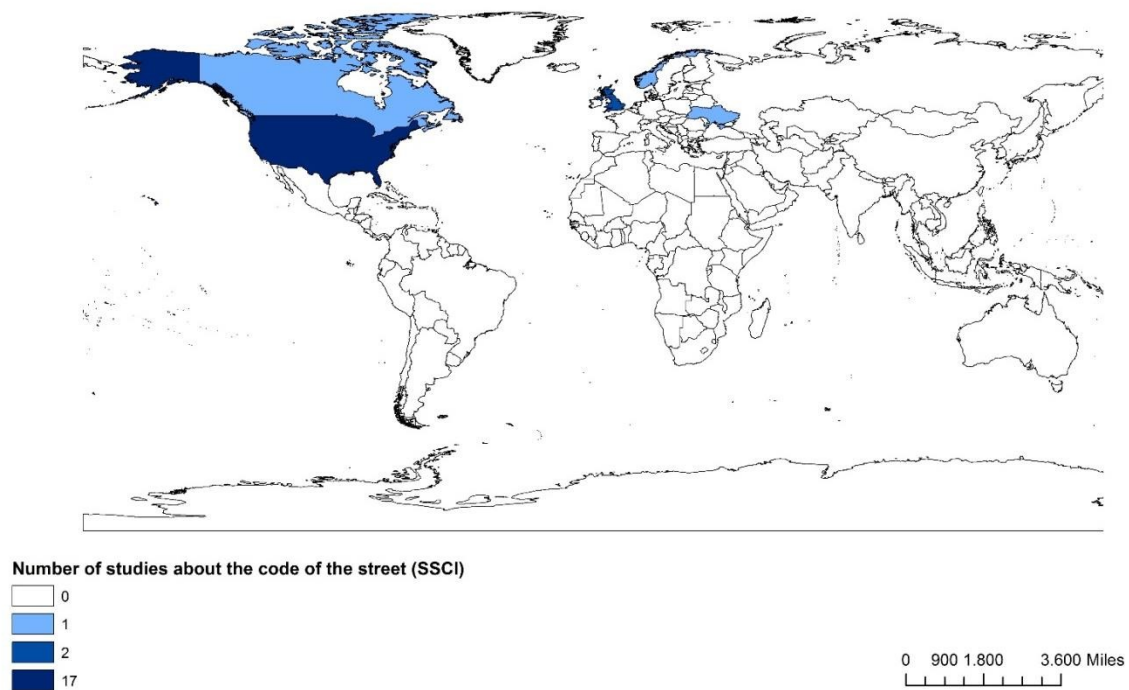 Number of studies about the code of the street (SSCI)
0
1
2
17
0 900 1.800 3.600 Miles